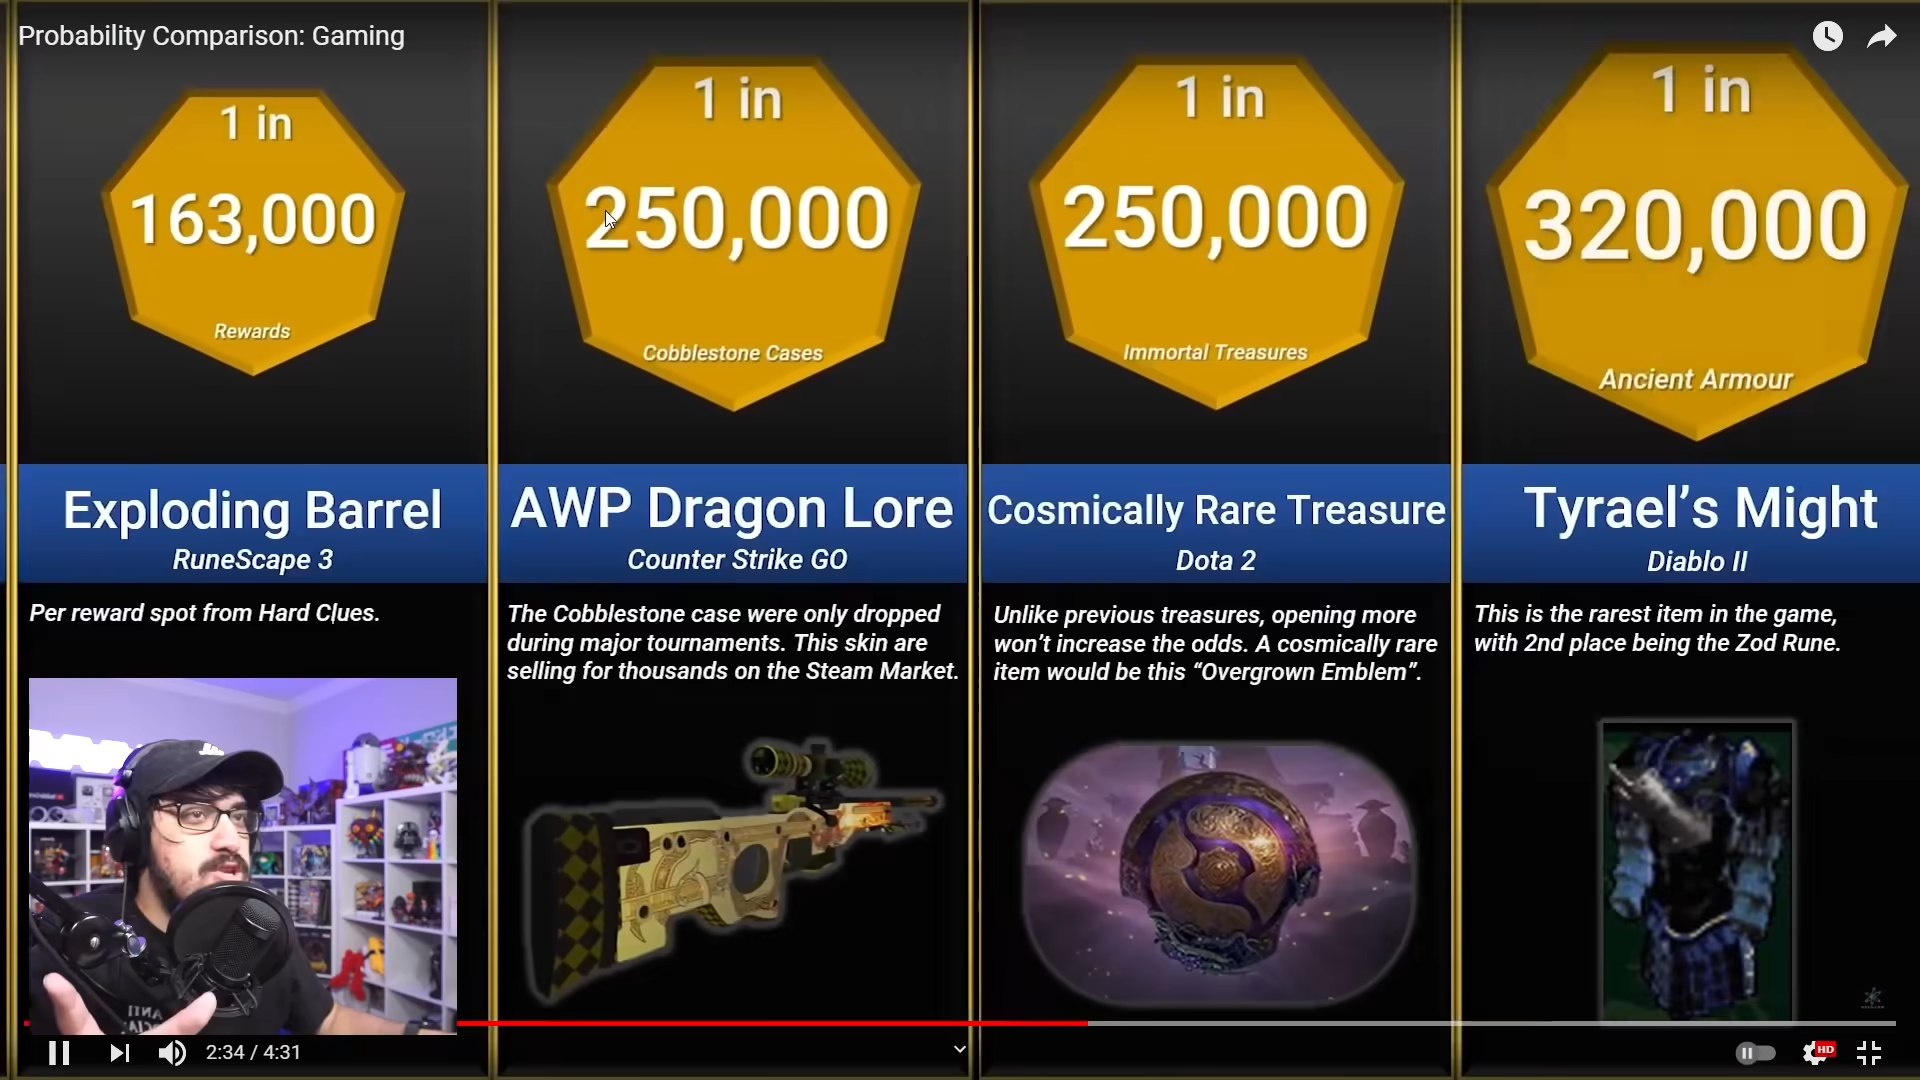 Probability Comparison: Gaming
1 in
163,000
Rewards
Exploding Barrel
RuneScape 3
Per reward spot from Hard Clues.
1 in
250,000
Cobblestone Cases
AWP Dragon Lore
Counter Strike GO
The Cobblestone case were only dropped
during major tournaments. This skin are
selling for thousands on the Steam Market.
1 in
250,000
Immortal Treasures
Cosmically Rare Treasure
Dota 2
Unlike previous treasures, opening more
won’t increase the odds. A cosmically rare
item would be this “Overgrown Emblem”.
1 in
320,000
Ancient Armour
Tyrael’s Might
Diablo II
This is the rarest item in the game,
with 2nd place being the Zod Rune.
2:34 / 4:31
HD